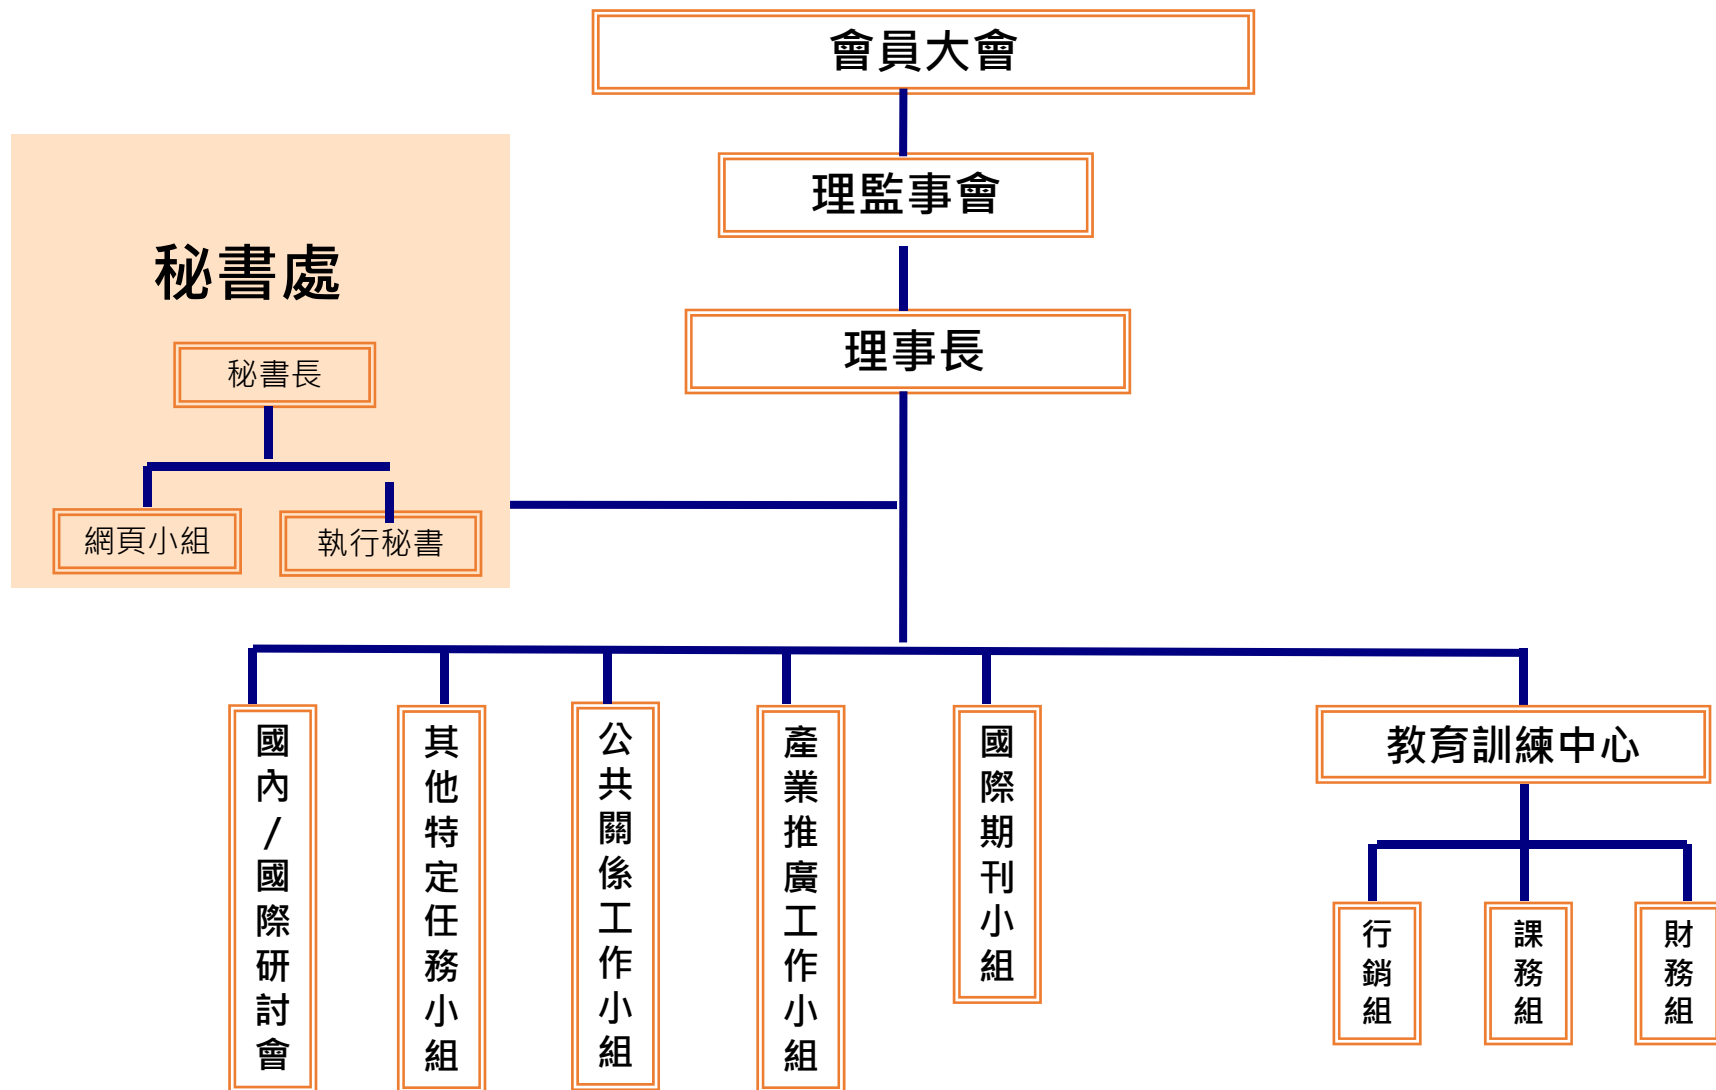 會員大會
理監事會
秘書處
理事長
秘書長
網頁小組
執行秘書
國內/國際研討會
其他特定任務小組
公共關係工作小組
產業推廣工作小組
國際期刊小組
教育訓練中心
行銷組
課務組
財務組